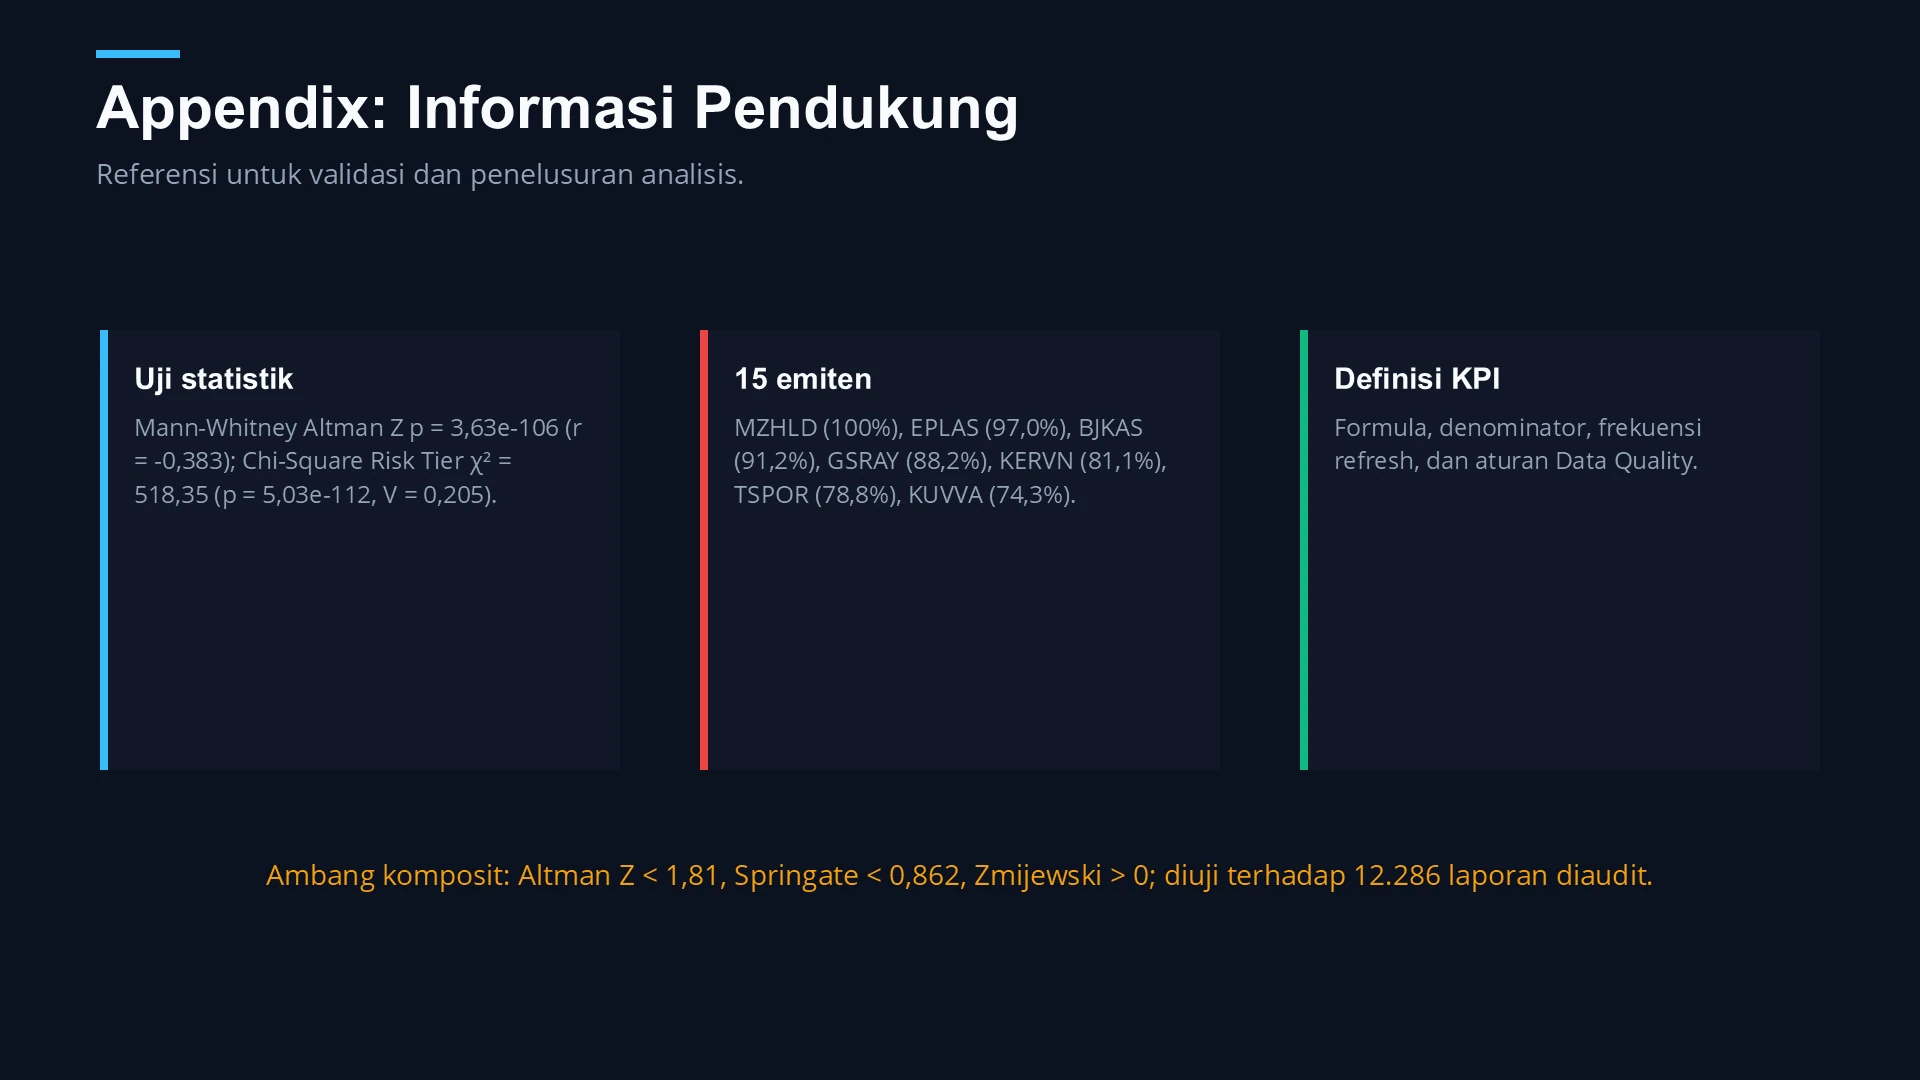 Appendix: Informasi Pendukung
Referensi untuk validasi dan penelusuran analisis.
Uji statistik
Mann-Whitney Altman Z p = 3,63e-106 (r
= -0,383); Chi-Square Risk Tier χ² =
518,35 (p = 5,03e-112, V = 0,205).
15 emiten
MZHLD (100%), EPLAS (97,0%), BJKAS
(91,2%), GSRAY (88,2%), KERVN (81,1%),
TSPOR (78,8%), KUVVA (74,3%).
Definisi KPI
Formula, denominator, frekuensi
refresh, dan aturan Data Quality.
Ambang komposit: Altman Z < 1,81, Springate < 0,862, Zmijewski > 0; diuji terhadap 12.286 laporan diaudit.